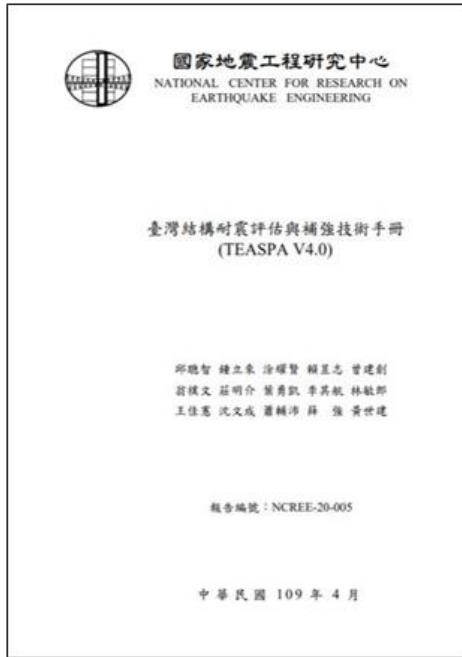 國家地震工程研究中心
NATIONAL CENTER FOR RESEARCH ON
EARTHQUAKE ENGINEERING
臺灣結構耐震評估與補強技術手冊
(TEASPA V4.0)
邱聰智 鍾立來 涂耀賢 賴昱志 曾建創
翁樸文 莊明介 葉勇凱 李其航 林敏郎
王佳憲 沈文成 蕭輔沛 薛 強 黃世建
報告編號：NCREE-20-005
中華民國 109 年 4 月